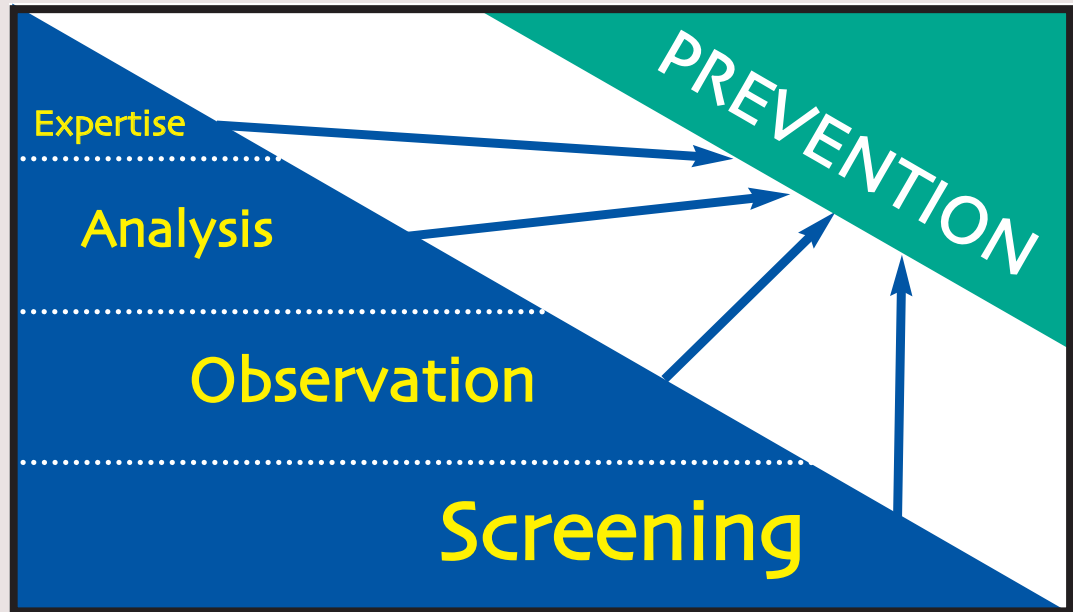 PREVENTION
Expertise
Analysis
Observation
Screening